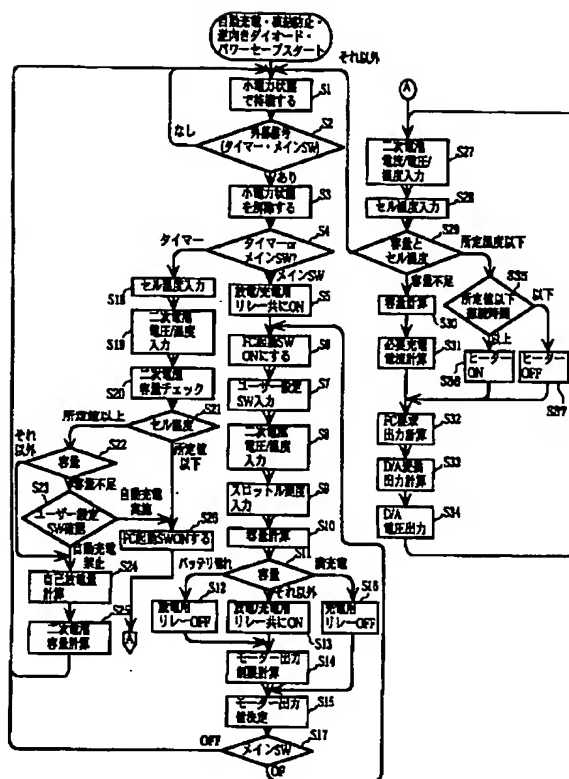 自動充電・凍結防止・
逆向きダイオード・
パワーセーブスタート
それ以外
小電力状態
で待機する
S1
S2
なし
外部信号
(タイマー・メインSW)
あり
小電力状態
を解除する
S3
S4
タイマー
タイマーor
メインSW?
メインSW
放電/充電用
リレー共にON
S5
FC起動SW
ONにする
S6
ユーザー設定
SW入力
S7
二次電池
電圧/温度
入力
S8
スロットル開度
入力
S9
容量計算
S10
S11
バッテリ切れ
容量
満充電
それ以外
S12
放電用
リレーOFF
放電/充電用
リレー共にON
S13
S16
充電用
リレーOFF
モーター出力
制限計算
S14
モーター出力
値決定
S15
S17
OFF
メインSW
OF
セル温度入力
S18
二次電池
電圧/温度
入力
S19
二次電池
容量チェック
S20
S21
所定値以上
セル温度
所定値
以下
それ
以外
S22
容量
容量不足
S23
ユーザー設定
SW確認
自動充電
実施
S26
FC起動SWONする
自動充電
禁止
S24
自己放電量
計算
S25
二次電池
容量計算
A
A
二次電池
電流/電圧/
温度入力
S27
セル温度入力
S28
S29
容量と
セル温度
所定温度以下
容量不足
S35
所定値以下
継続時間
以下
以上
容量計算
S30
必要充電
電流計算
S31
ヒーター
ON
S36
ヒーター
OFF
S37
FC要求
出力計算
S32
D/A変換
出力計算
S33
D/A
電圧出力
S34